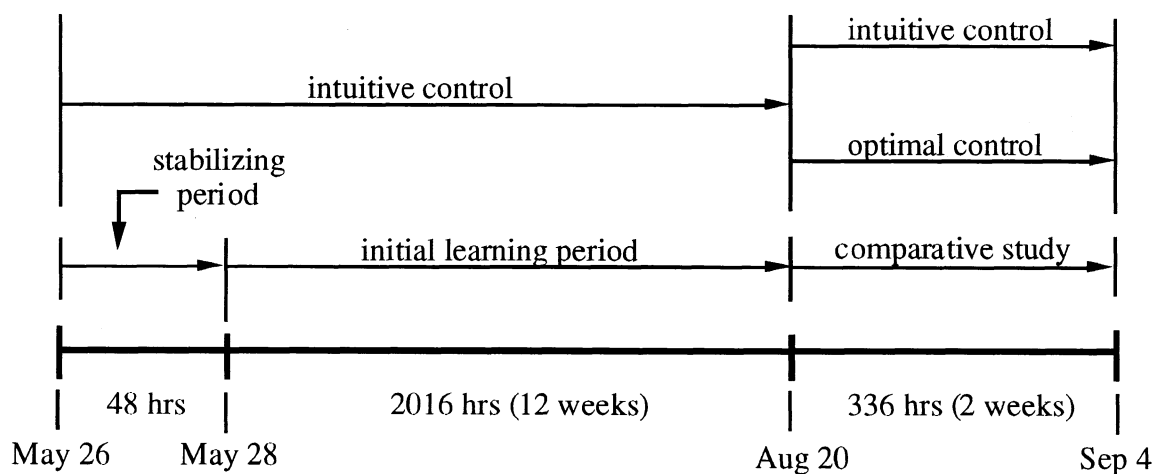 intuitive control
intuitive control
optimal control
stabilizing
period
initial learning period
comparative study
48 hrs
2016 hrs (12 weeks)
336 hrs (2 weeks)
May 26
May 28
Aug 20
Sep 4